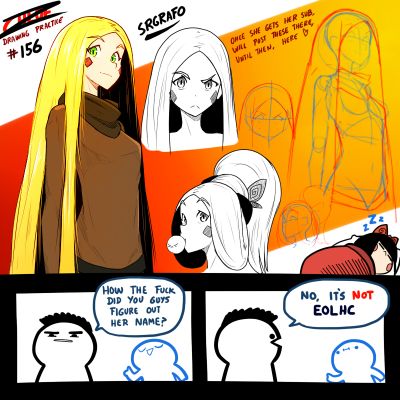 DRAWING PRACTICE
#156
SRGRAFO
ONCE SHE GETS HER SUB,
WILL POST THESE THERE,
UNTIL THEN, HERE ♡
Z Z Z
HOW THE FUCK
DID YOU GUYS
FIGURE OUT
HER NAME?
NO, IT'S NOT
EOLHC